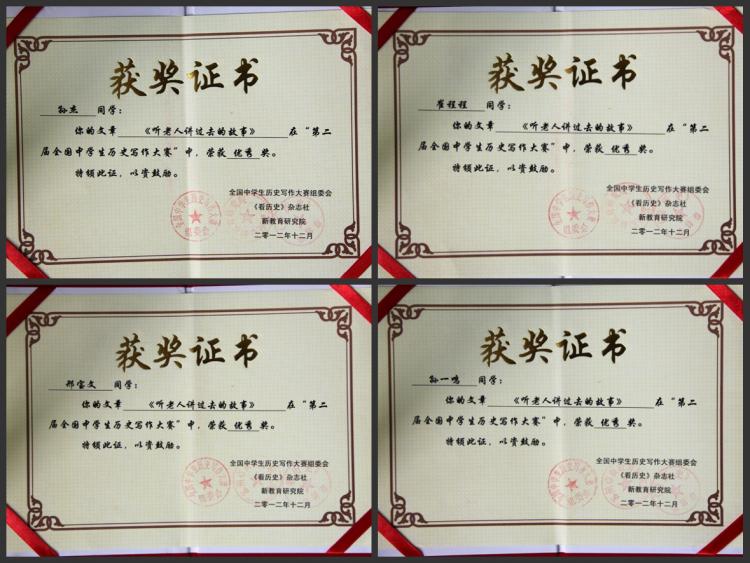 获奖证书
孙杰 同学:
你的文章 《听老人讲过去的故事》 在“第二
届全国中学生历史写作大赛”中,荣获 优秀 奖。
特颁此证,以资鼓励。
全国中学生历史写作大赛组委会
《看历史》杂志社
新教育研究院
二零一二年十二月
获奖证书
崔程程 同学:
你的文章 《听老人讲过去的故事》 在“第二
届全国中学生历史写作大赛”中,荣获 优秀 奖。
特颁此证,以资鼓励。
全国中学生历史写作大赛组委会
《看历史》杂志社
新教育研究院
二零一二年十二月
获奖证书
邢宝文 同学:
你的文章 《听老人讲过去的故事》 在“第二
届全国中学生历史写作大赛”中,荣获 优秀 奖。
特颁此证,以资鼓励。
全国中学生历史写作大赛组委会
《看历史》杂志社
新教育研究院
二零一二年十二月
获奖证书
孙一鸣 同学:
你的文章 《听老人讲过去的故事》 在“第二
届全国中学生历史写作大赛”中,荣获 优秀 奖。
特颁此证,以资鼓励。
全国中学生历史写作大赛组委会
《看历史》杂志社
新教育研究院
二零一二年十二月